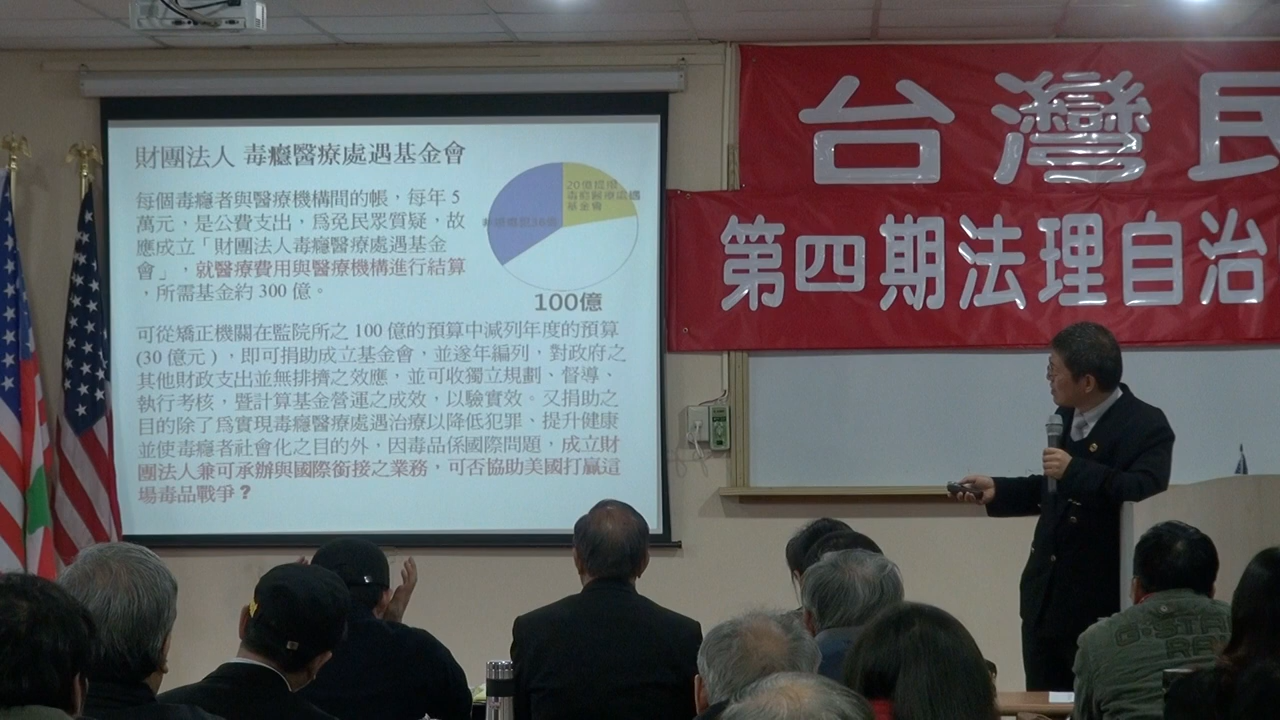 財團法人 毒癮醫療處遇基金會
每個毒癮者與醫療機構間的帳，每年 5
萬元，是公費支出，為免民眾質疑，故
應成立「財團法人毒癮醫療處遇基金
會」，就醫療費用與醫療機構進行結算
，所需基金約 300 億。
20億
毒癮醫療處遇
基金會
100億
可從矯正機關在監院所之 100 億的預算中減列年度的預算
(30 億元 )，即可捐助成立基金會，並逐年編列，對政府之
其他財政支出並無排擠之效應，並可收獨立規劃、督導、
執行考核，暨計算基金營運之成效，以驗實效。又捐助之
目的除了爲實現毒癮醫療處遇治療以降低犯罪、提升健康
並使毒癮者社會化之目的外，因毒品係國際問題，成立財
團法人兼可承辦與國際銜接之業務，可否協助美國打贏這
場毒品戰爭？
台灣民
第四期法理自治